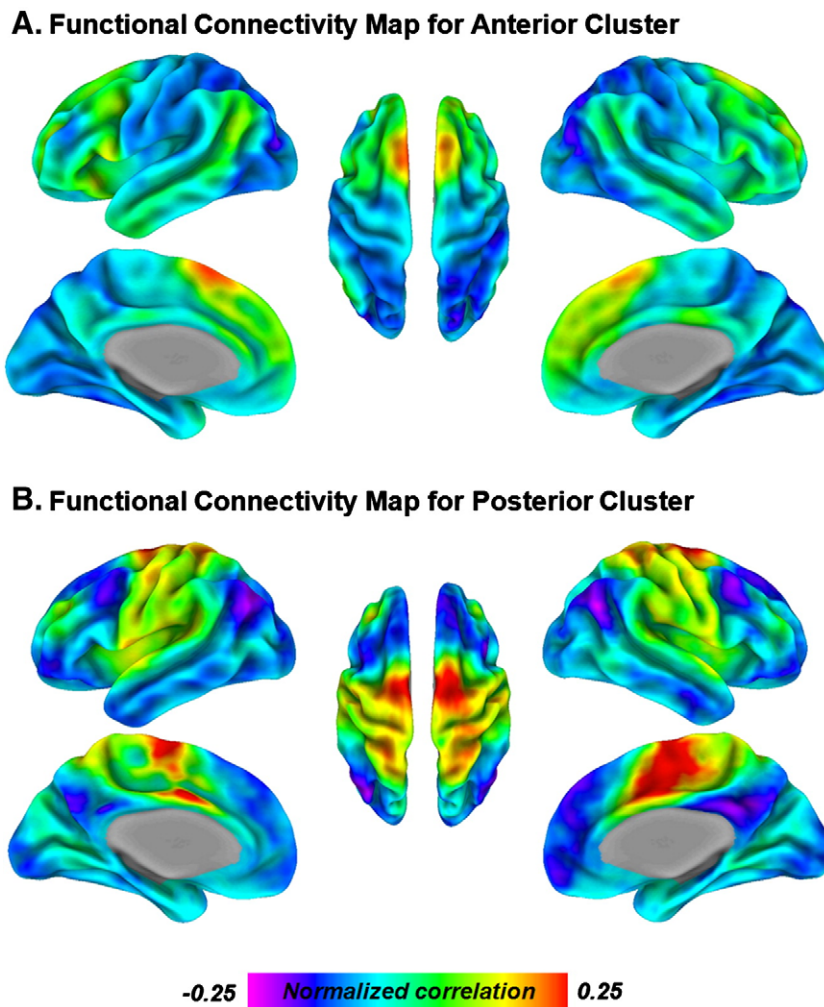 A. Functional Connectivity Map for Anterior Cluster
B. Functional Connectivity Map for Posterior Cluster
-0.25 Normalized correlation 0.25